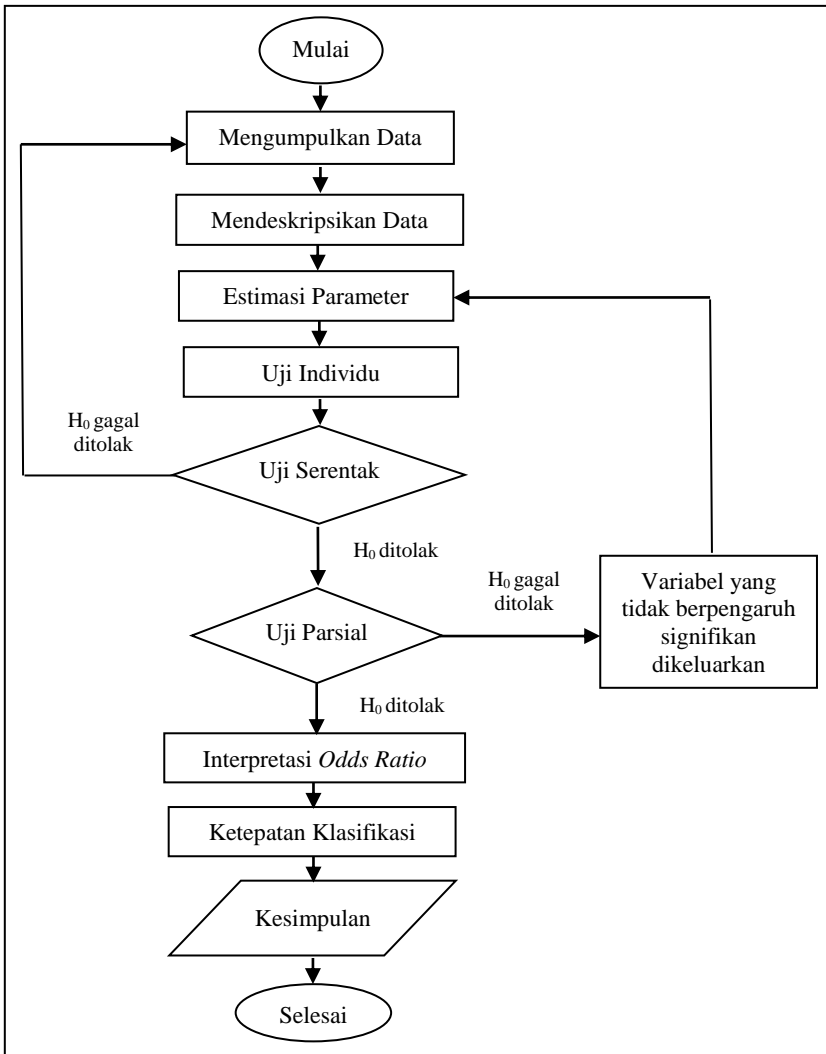 Mulai
Mengumpulkan Data
Mendeskripsikan Data
Estimasi Parameter
Uji Individu
H₀ gagal
ditolak
Uji Serentak
H₀ ditolak
H₀ gagal
ditolak
Uji Parsial
Variabel yang
tidak berpengaruh
signifikan
dikeluarkan
H₀ ditolak
Interpretasi Odds Ratio
Ketepatan Klasifikasi
Kesimpulan
Selesai